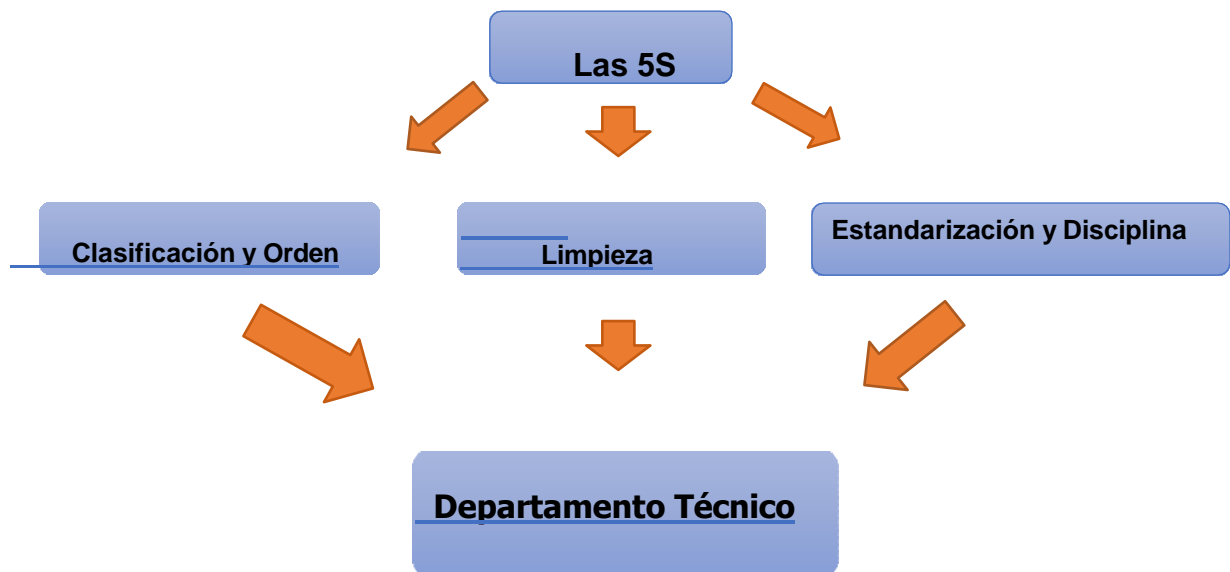 Las 5S
Clasificación y Orden
Limpieza
Estandarización y Disciplina
Departamento Técnico